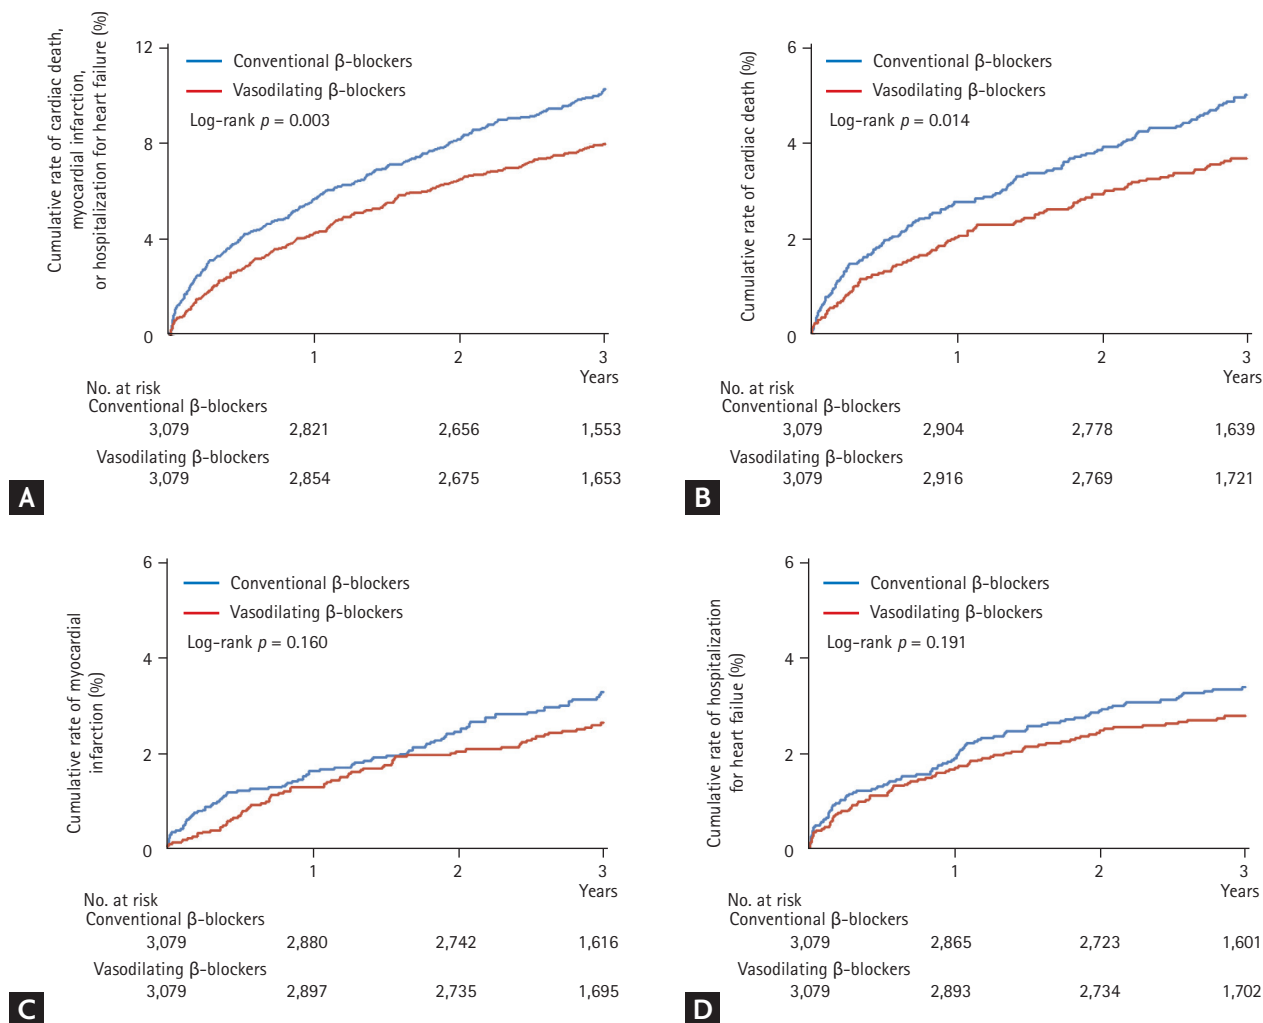 Cumulative rate of cardiac death,
myocardial infarction,
or hospitalization for heart failure (%)
12
8
4
0
Conventional β-blockers
Vasodilating β-blockers
Log-rank p = 0.003
1 2 3
Years
No. at risk
Conventional β-blockers
3,079 2,821 2,656 1,553
Vasodilating β-blockers
3,079 2,854 2,675 1,653
A
Cumulative rate of cardiac death (%)
6
4
2
0
Conventional β-blockers
Vasodilating β-blockers
Log-rank p = 0.014
1 2 3
Years
No. at risk
Conventional β-blockers
3,079 2,904 2,778 1,639
Vasodilating β-blockers
3,079 2,916 2,769 1,721
B
Cumulative rate of myocardial
infarction (%)
6
4
2
0
Conventional β-blockers
Vasodilating β-blockers
Log-rank p = 0.160
1 2 3
Years
No. at risk
Conventional β-blockers
3,079 2,880 2,742 1,616
Vasodilating β-blockers
3,079 2,897 2,735 1,695
C
Cumulative rate of hospitalization
for heart failue (%)
6
4
2
0
Conventional β-blockers
Vasodilating β-blockers
Log-rank p = 0.191
1 2 3
Years
No. at risk
Conventional β-blockers
3,079 2,865 2,723 1,601
Vasodilating β-blockers
3,079 2,893 2,734 1,702
D